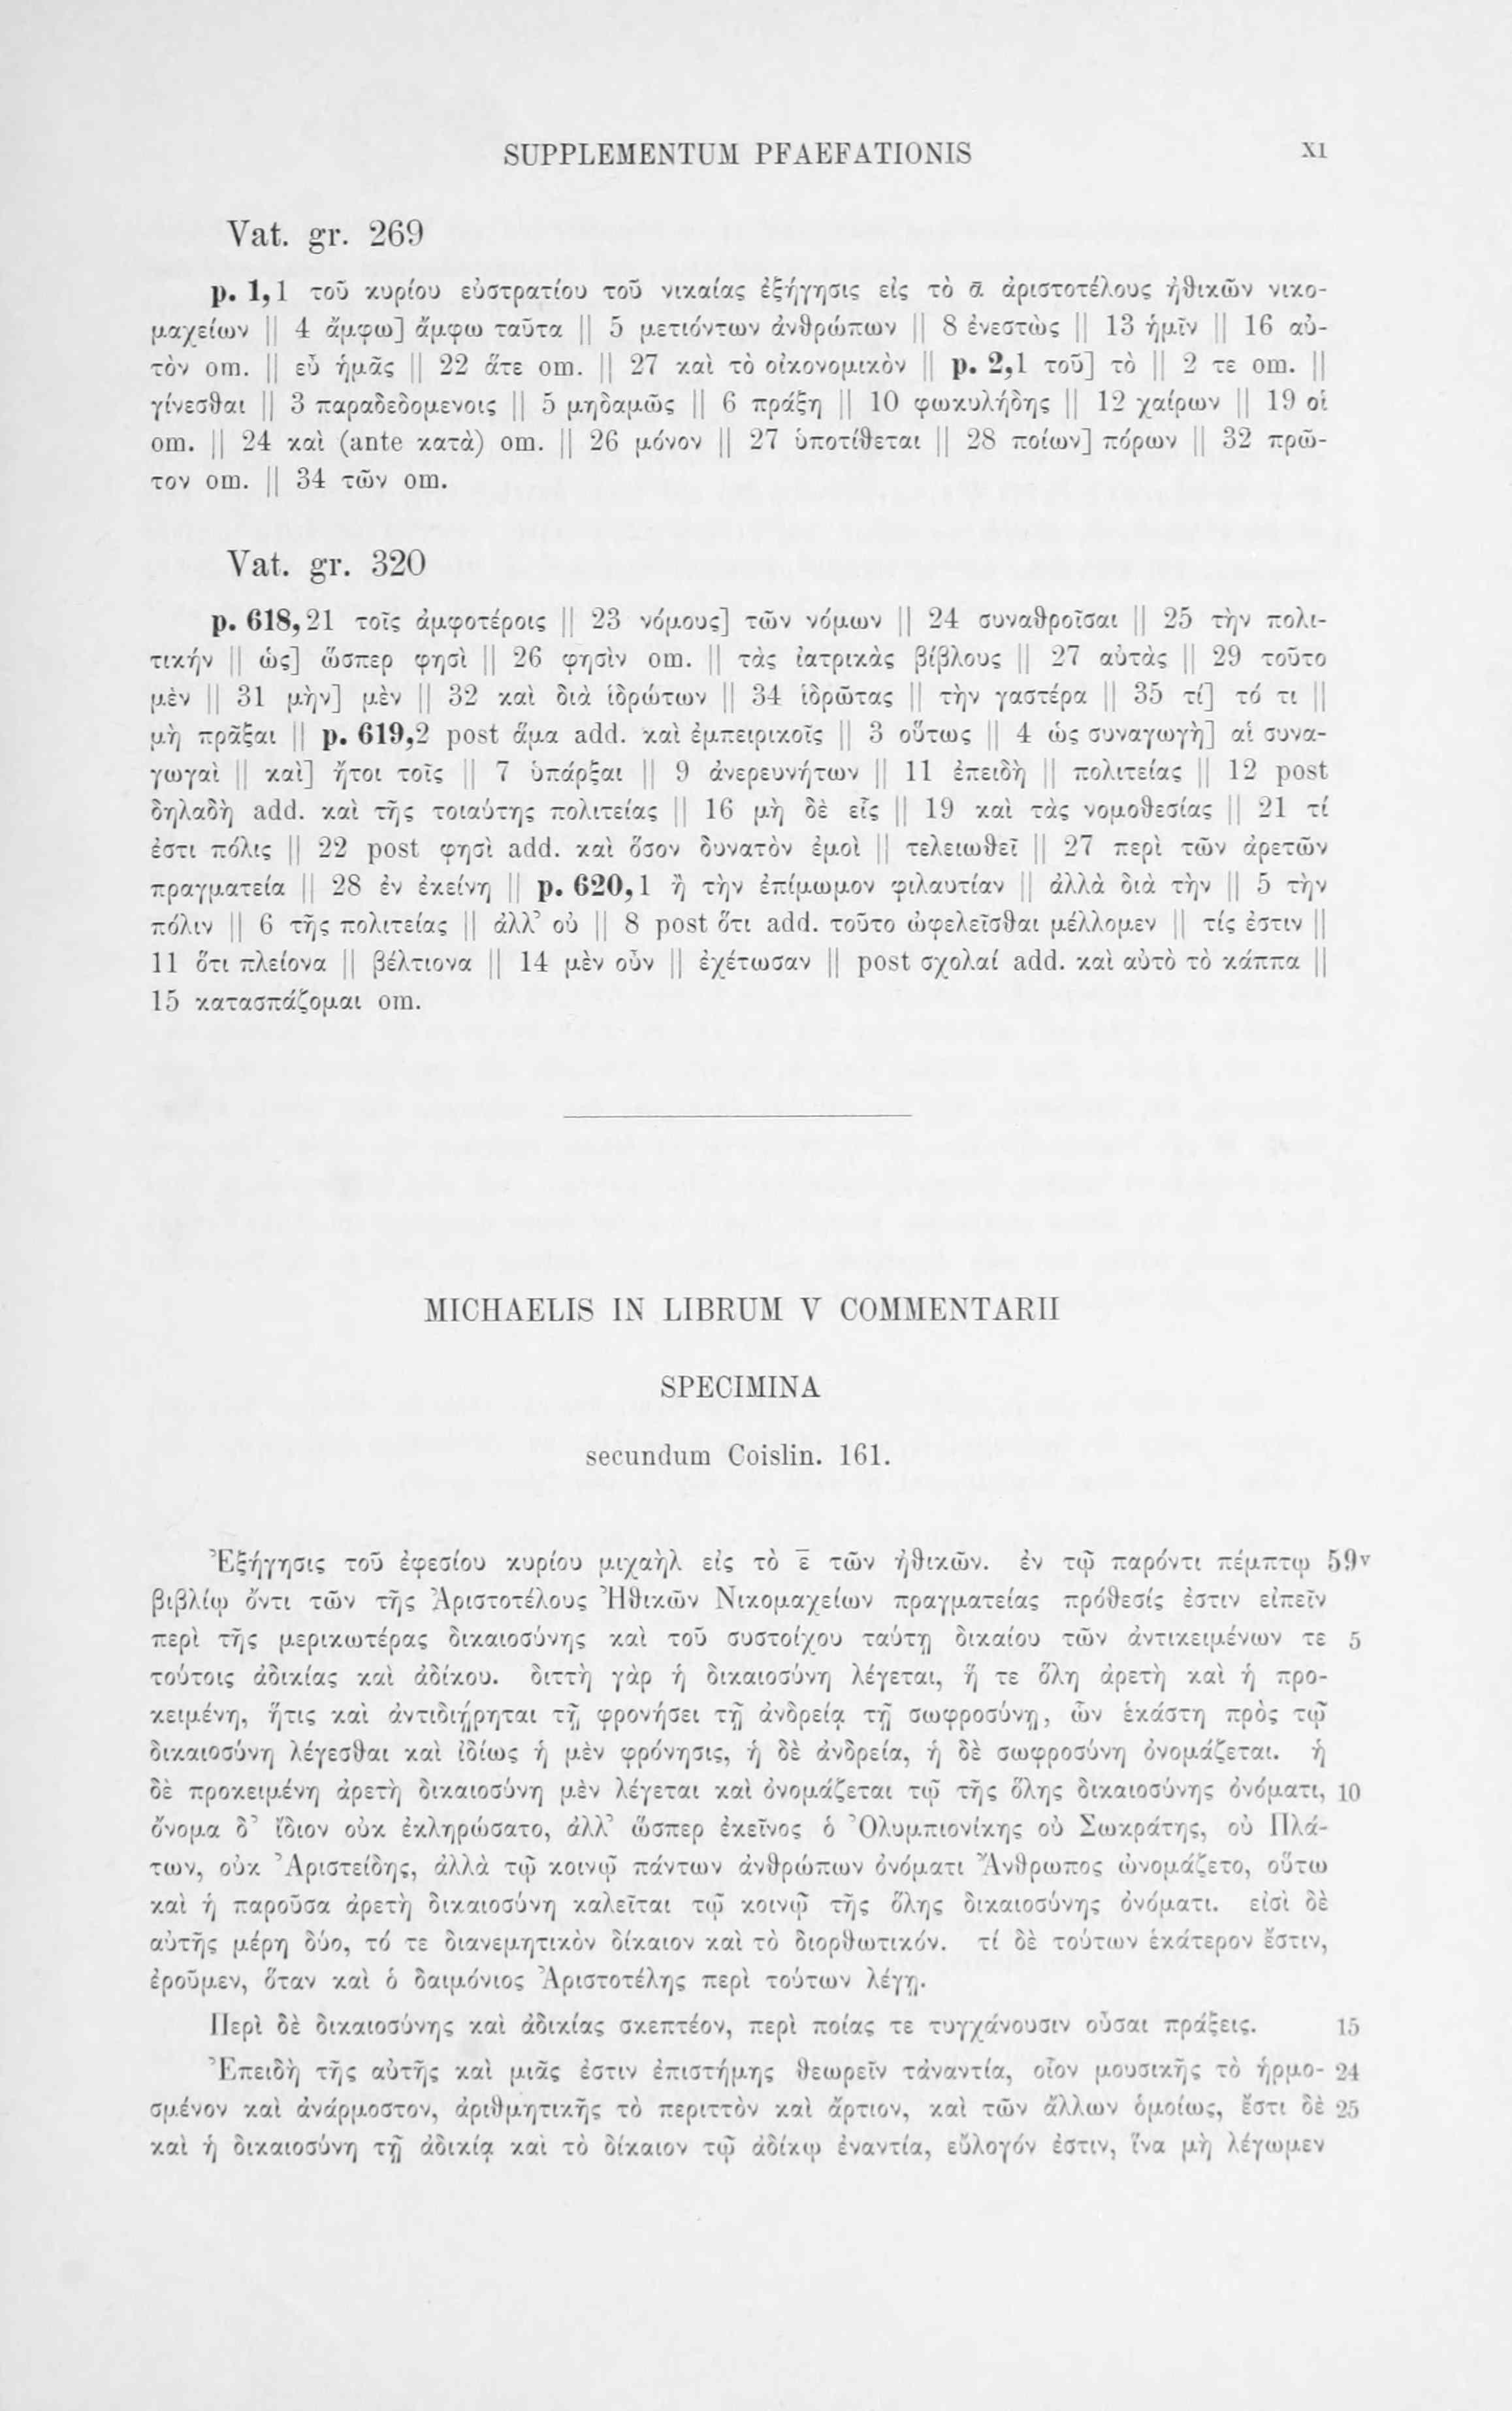 SUPPLEMENTUM PFAEFATIONIS XI
Vat. gr. 269
p. 1,1 τοῦ κυρίου εὐστρατίου τοῦ νικαίας ἐξήγησις εἰς τὸ ᾱ ἀριστοτέλους ἠθικῶν νικο-
μαχείων || 4 ἄμφω] ἄμφω ταῦτα || 5 μετιόντων ἀνθρώπων || 8 ἐνεστὼς || 13 ἡμῖν || 16 αὐ-
τὸν om. || εὖ ἡμᾶς || 22 ἅτε om. || 27 καὶ τὸ οἰκονομικὸν || p. 2,1 τοῦ] τὸ || 2 τε om. ||
γίνεσθαι || 3 παραδεδομενοις || 5 μηδαμῶς || 6 πράξη || 10 φωκυλήδης || 12 χαίρων || 19 οἱ
om. || 24 καὶ (ante κατὰ) om. || 26 μόνον || 27 ὑποτίθεται || 28 ποίων] πόρων || 32 πρῶ-
τον om. || 34 τῶν om.
Vat. gr. 320
p. 618,21 τοῖς ἀμφοτέροις || 23 νόμους] τῶν νόμων || 24 συναθροῖσαι || 25 τὴν πολι-
τικήν || ὡς] ὥσπερ φησὶ || 26 φησὶν om. || τὰς ἰατρικὰς βίβλους || 27 αὐτὰς || 29 τοῦτο
μὲν || 31 μὴν] μὲν || 32 καὶ διὰ ἱδρώτων || 34 ἱδρῶτας || τὴν γαστέρα || 35 τί] τό τι ||
μὴ πρᾶξαι || p. 619,2 post ἅμα add. καὶ ἐμπειρικοῖς || 3 οὕτως || 4 ὡς συναγωγὴ] αἱ συνα-
γωγαὶ || καὶ] ἤτοι τοῖς || 7 ὑπάρξαι || 9 ἀνερευνήτων || 11 ἐπειδὴ || πολιτείας || 12 post
δηλαδὴ add. καὶ τῆς τοιαύτης πολιτείας || 16 μὴ δὲ εἷς || 19 καὶ τὰς νομοθεσίας || 21 τί
ἐστι πόλις || 22 post φησὶ add. καὶ ὅσον δυνατὸν ἐμοὶ || τελειωθεῖ || 27 περὶ τῶν ἀρετῶν
πραγματεία || 28 ἐν ἐκείνη || p. 620,1 ἢ τὴν ἐπίμωμον φιλαυτίαν || ἀλλὰ διὰ τὴν || 5 τὴν
πόλιν || 6 τῆς πολιτείας || ἀλλ' οὐ || 8 post ὅτι add. τοῦτο ὠφελεῖσθαι μέλλομεν || τίς ἐστιν ||
11 ὅτι πλείονα || βέλτιονα || 14 μὲν οὖν || ἐχέτωσαν || post σχολαί add. καὶ αὐτὸ τὸ κάππα ||
15 κατασπάζομαι om.
MICHAELIS IN LIBRUM V COMMENTARII
SPECIMINA
secundum Coislin. 161.
Ἐξήγησις τοῦ ἐφεσίου κυρίου μιχαὴλ εἰς τὸ ε̄ τῶν ἠθικῶν. ἐν τῷ παρόντι πέμπτῳ 59v
βιβλίῳ ὄντι τῶν τῆς Ἀριστοτέλους Ἠθικῶν Νικομαχείων πραγματείας πρόθεσίς ἐστιν εἰπεῖν
περὶ τῆς μερικωτέρας δικαιοσύνης καὶ τοῦ συστοίχου ταύτῃ δικαίου τῶν ἀντικειμένων τε 5
τούτοις ἀδικίας καὶ ἀδίκου. διττὴ γὰρ ἡ δικαιοσύνη λέγεται, ἥ τε ὅλη ἀρετὴ καὶ ἡ προ-
κειμένη, ἥτις καὶ ἀντιδιῄρηται τῇ φρονήσει τῇ ἀνδρείᾳ τῇ σωφροσύνῃ, ὧν ἑκάστη πρὸς τῷ
δικαιοσύνη λέγεσθαι καὶ ἰδίως ἡ μὲν φρόνησις, ἡ δὲ ἀνδρεία, ἡ δὲ σωφροσύνη ὀνομάζεται. ἡ
δὲ προκειμένη ἀρετὴ δικαιοσύνη μὲν λέγεται καὶ ὀνομάζεται τῷ τῆς ὅλης δικαιοσύνης ὀνόματι, 10
ὄνομα δ' ἴδιον οὐκ ἐκληρώσατο, ἀλλ' ὥσπερ ἐκεῖνος ὁ Ὀλυμπιονίκης οὐ Σωκράτης, οὐ Πλά-
των, οὐκ Ἀριστείδης, ἀλλὰ τῷ κοινῷ πάντων ἀνθρώπων ὀνόματι Ἄνθρωπος ὠνομάζετο, οὕτω
καὶ ἡ παροῦσα ἀρετὴ δικαιοσύνη καλεῖται τῷ κοινῷ τῆς ὅλης δικαιοσύνης ὀνόματι. εἰσὶ δὲ
αὐτῆς μέρη δύο, τό τε διανεμητικὸν δίκαιον καὶ τὸ διορθωτικόν. τί δὲ τούτων ἑκάτερον ἔστιν,
ἐροῦμεν, ὅταν καὶ ὁ δαιμόνιος Ἀριστοτέλης περὶ τούτων λέγῃ.
Περὶ δὲ δικαιοσύνης καὶ ἀδικίας σκεπτέον, περὶ ποίας τε τυγχάνουσιν οὖσαι πράξεις. 15
Ἐπειδὴ τῆς αὐτῆς καὶ μιᾶς ἐστιν ἐπιστήμης θεωρεῖν τἀναντία, οἷον μουσικῆς τὸ ἡρμο- 24
σμένον καὶ ἀνάρμοστον, ἀριθμητικῆς τὸ περιττὸν καὶ ἄρτιον, καὶ τῶν ἄλλων ὁμοίως, ἔστι δὲ 25
καὶ ἡ δικαιοσύνη τῇ ἀδικίᾳ καὶ τὸ δίκαιον τῷ ἀδίκῳ ἐναντία, εὔλογόν ἐστιν, ἵνα μὴ λέγωμεν